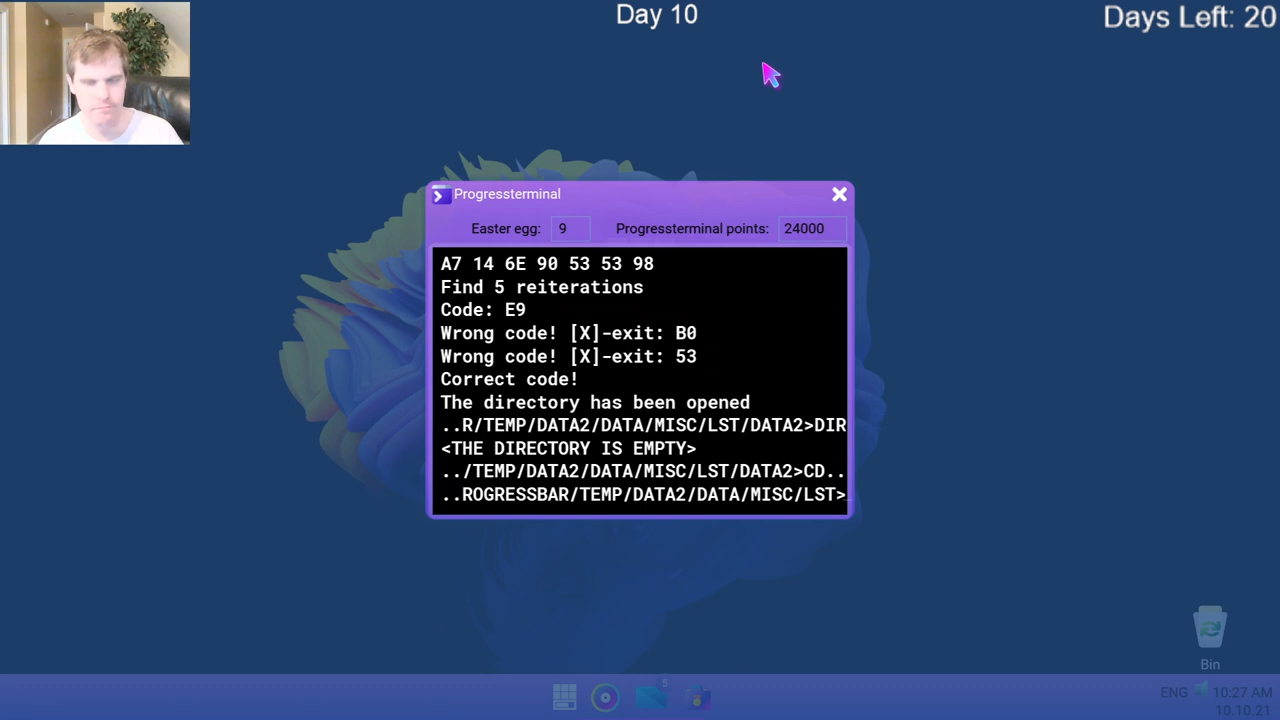 Day 10
Days Left: 20
Progressterminal
Easter egg: 9 Progressterminal points: 24000
A7 14 6E 90 53 53 98
Find 5 reiterations
Code: E9
Wrong code! [X]-exit: B0
Wrong code! [X]-exit: 53
Correct code!
The directory has been opened
..R/TEMP/DATA2/DATA/MISC/LST/DATA2>DIR
<THE DIRECTORY IS EMPTY>
../TEMP/DATA2/DATA/MISC/LST/DATA2>CD..
..ROGRESSBAR/TEMP/DATA2/DATA/MISC/LST>_
Bin
5
ENG 10:27 AM
10.10.21